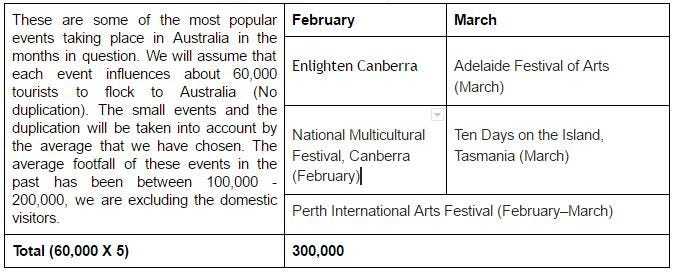 These are some of the most popular
events taking place in Australia in the
months in question. We will assume that
each event influences about 60,000
tourists to flock to Australia (No
duplication). The small events and the
duplication will be taken into account by
the average that we have chosen. The
average footfall of these events in the
past has been between 100,000 -
200,000, we are excluding the domestic
visitors.
February
March
Enlighten Canberra
Adelaide Festival of Arts
(March)
National Multicultural
Festival, Canberra
(February)
Ten Days on the Island,
Tasmania (March)
Perth International Arts Festival (February–March)
Total (60,000 X 5)
300,000